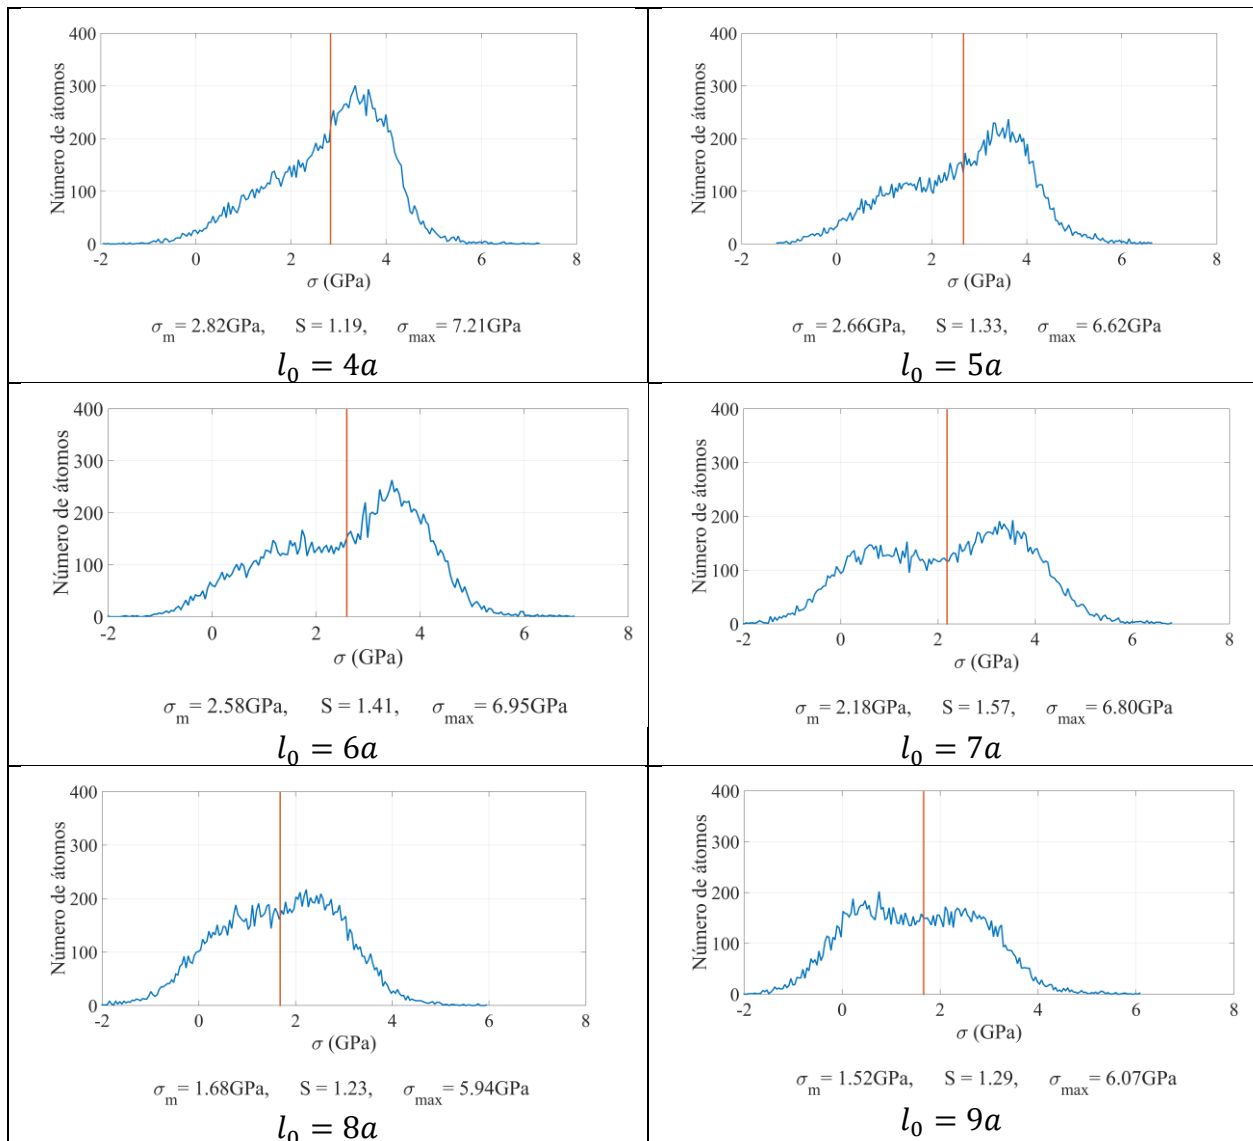 400
300
200
100
0
Número de átomos
-2 0 2 4 6 8
σ (GPa)
σm= 2.82GPa, S = 1.19, σmax= 7.21GPa
l₀ = 4a
400
300
200
100
0
Número de átomos
-2 0 2 4 6 8
σ (GPa)
σm= 2.66GPa, S = 1.33, σmax= 6.62GPa
l₀ = 5a
400
300
200
100
0
Número de átomos
-2 0 2 4 6 8
σ (GPa)
σm= 2.58GPa, S = 1.41, σmax= 6.95GPa
l₀ = 6a
400
300
200
100
0
Número de átomos
-2 0 2 4 6 8
σ (GPa)
σm= 2.18GPa, S = 1.57, σmax= 6.80GPa
l₀ = 7a
400
300
200
100
0
Número de átomos
-2 0 2 4 6 8
σ (GPa)
σm= 1.68GPa, S = 1.23, σmax= 5.94GPa
l₀ = 8a
400
300
200
100
0
Número de átomos
-2 0 2 4 6 8
σ (GPa)
σm= 1.52GPa, S = 1.29, σmax= 6.07GPa
l₀ = 9a